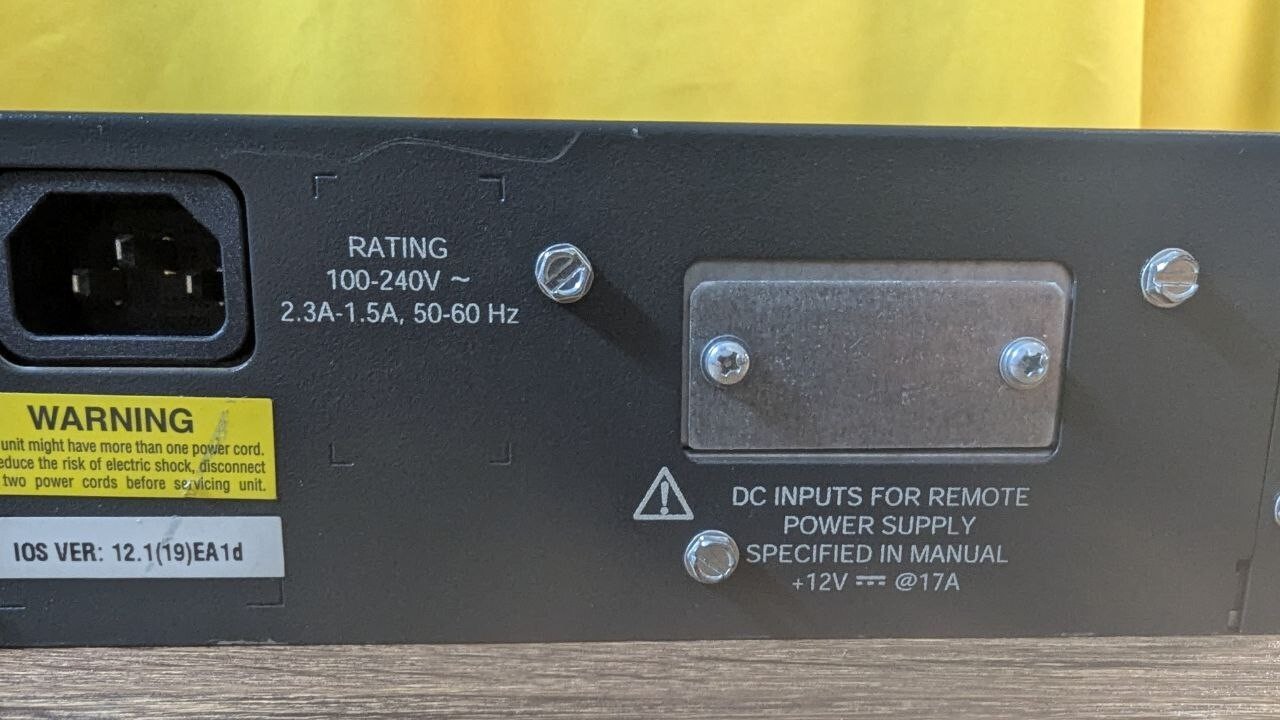 RATING
100-240V ~
2.3A-1.5A, 50-60 Hz
WARNING
unit might have more than one power cord.
educe the risk of electric shock, disconnect
two power cords before servicing unit.
IOS VER: 12.1(19)EA1d
DC INPUTS FOR REMOTE
POWER SUPPLY
SPECIFIED IN MANUAL
+12V ⎓ @17A